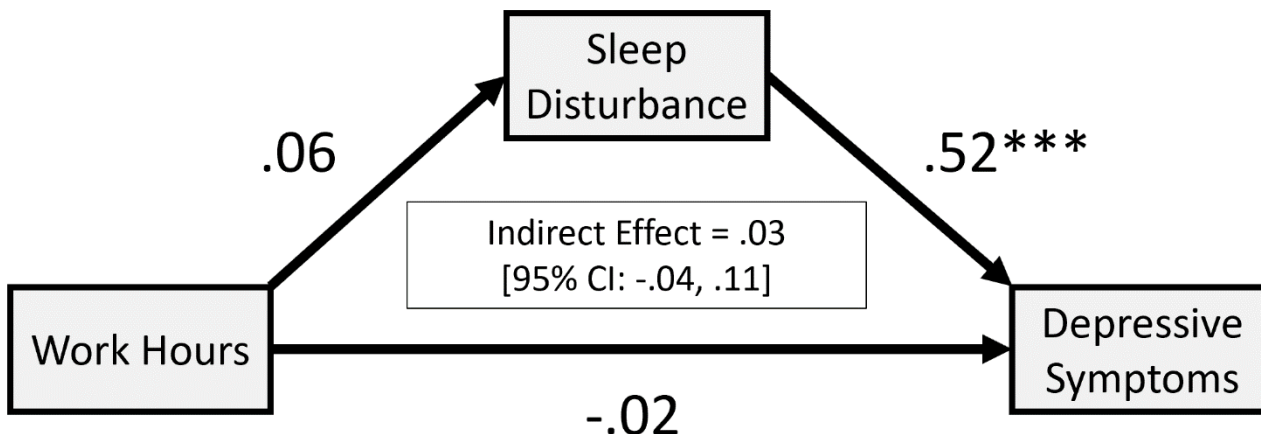 Sleep
Disturbance
.06
.52***
Indirect Effect = .03
[95% CI: -.04, .11]
Work Hours
Depressive
Symptoms
-.02